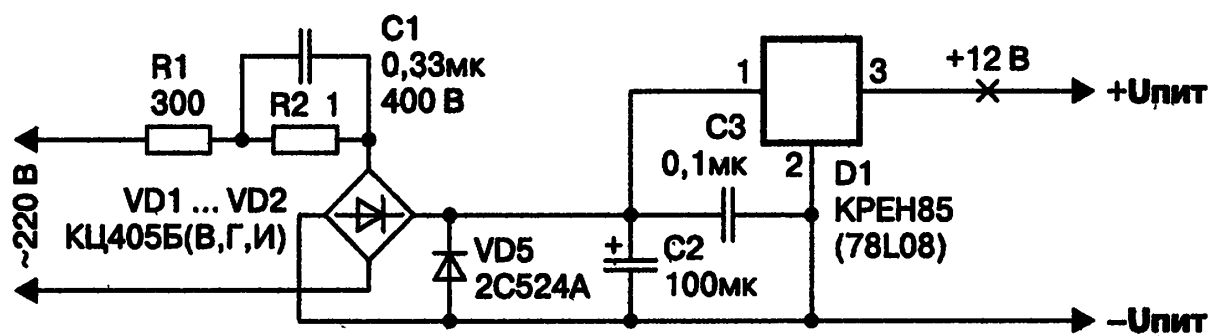 C1
0,33мк
400 В
R1
300
R2 1
~220 В
VD1 ... VD2
КЦ405Б(В,Г,И)
VD5
2С524А
+
C2
100мк
C3
0,1мк
1
3
2
D1
КРЕН85
(78L08)
+12 В
+Uпит
−Uпит